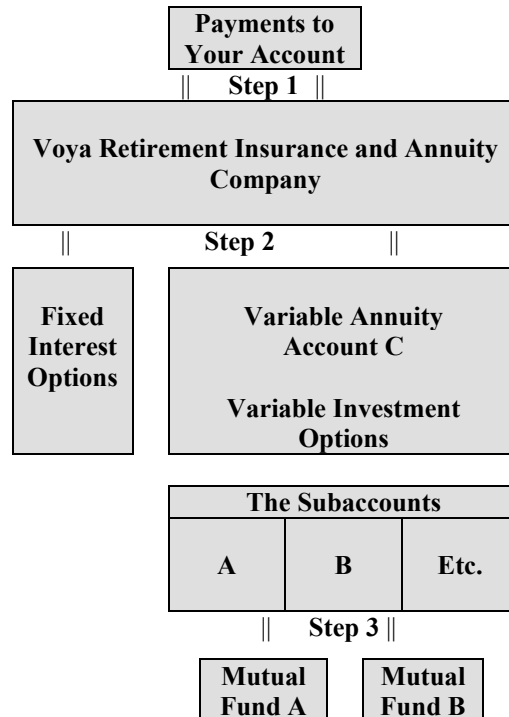 Payments to
Your Account
|| Step 1 ||
Voya Retirement Insurance and Annuity
Company
|| Step 2 ||
Fixed
Interest
Options
Variable Annuity
Account C
Variable Investment
Options
The Subaccounts
A B Etc.
|| Step 3 ||
Mutual
Fund A
Mutual
Fund B